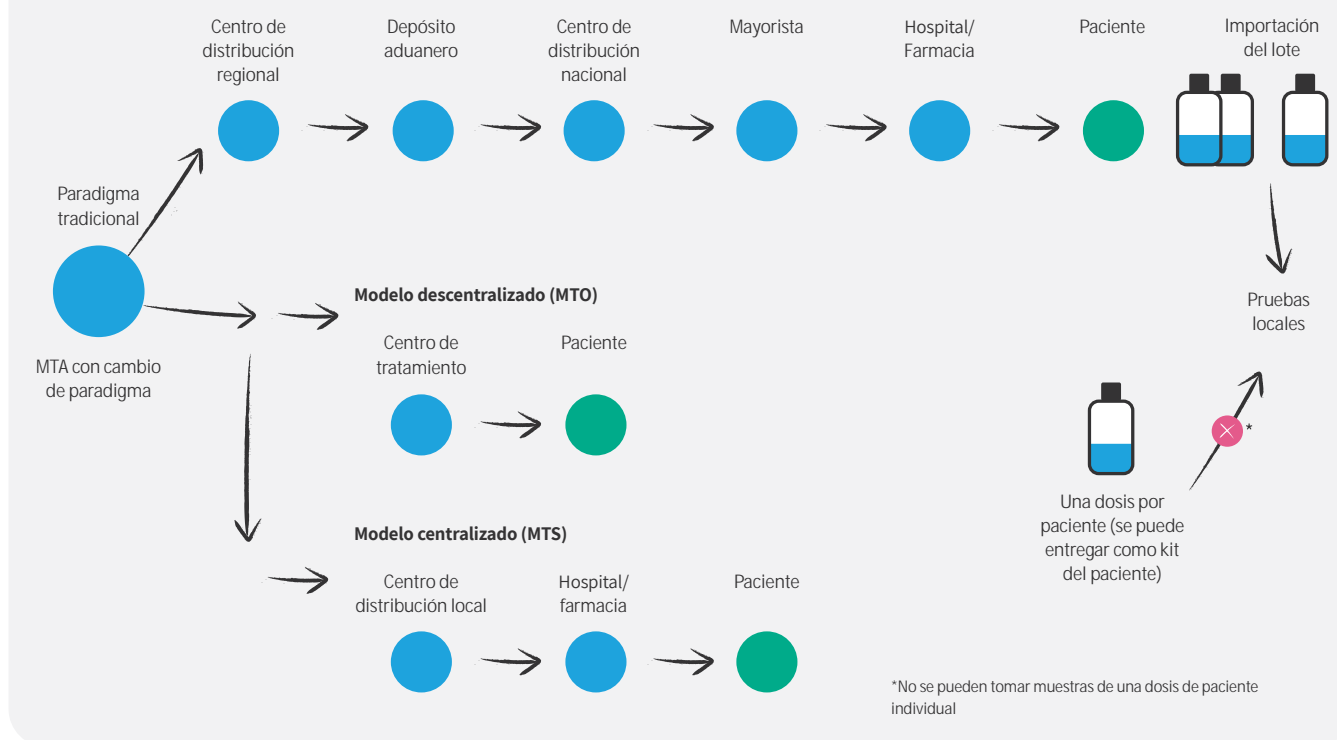 Centro de
distribución
regional
Depósito
aduanero
Centro de
distribución
nacional
Mayorista
Hospital/
Farmacia
Paciente
Importación
del lote
Paradigma
tradicional
MTA con cambio
de paradigma
Modelo descentralizado (MTO)
Centro de
tratamiento
Paciente
Pruebas
locales
*
Una dosis por
paciente (se puede
entregar como kit
del paciente)
Modelo centralizado (MTS)
Centro de
distribución local
Hospital/
farmacia
Paciente
*No se pueden tomar muestras de una dosis de paciente
individual